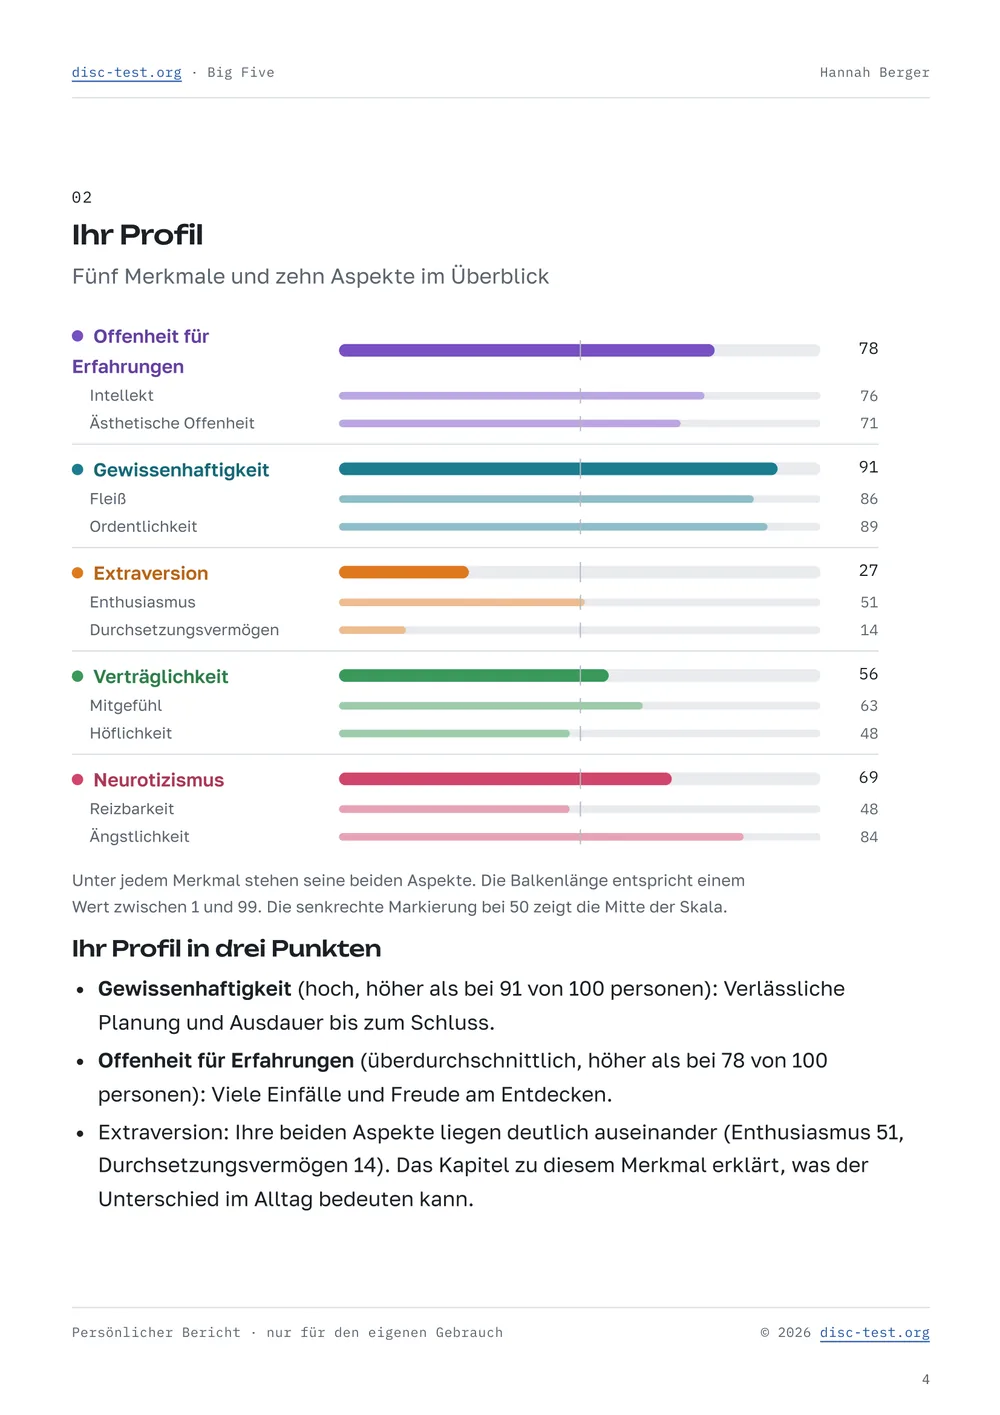 disc-test.org · Big Five
Hannah Berger
02
Ihr Profil
Fünf Merkmale und zehn Aspekte im Überblick
Offenheit für
Erfahrungen
78
Intellekt 76
Ästhetische Offenheit 71
Gewissenhaftigkeit 91
Fleiß 86
Ordentlichkeit 89
Extraversion 27
Enthusiasmus 51
Durchsetzungsvermögen 14
Verträglichkeit 56
Mitgefühl 63
Höflichkeit 48
Neurotizismus 69
Reizbarkeit 48
Ängstlichkeit 84
Unter jedem Merkmal stehen seine beiden Aspekte. Die Balkenlänge entspricht einem
Wert zwischen 1 und 99. Die senkrechte Markierung bei 50 zeigt die Mitte der Skala.
Ihr Profil in drei Punkten
• Gewissenhaftigkeit (hoch, höher als bei 91 von 100 personen): Verlässliche
Planung und Ausdauer bis zum Schluss.
• Offenheit für Erfahrungen (überdurchschnittlich, höher als bei 78 von 100
personen): Viele Einfälle und Freude am Entdecken.
• Extraversion: Ihre beiden Aspekte liegen deutlich auseinander (Enthusiasmus 51,
Durchsetzungsvermögen 14). Das Kapitel zu diesem Merkmal erklärt, was der
Unterschied im Alltag bedeuten kann.
Persönlicher Bericht · nur für den eigenen Gebrauch
© 2026 disc-test.org
4